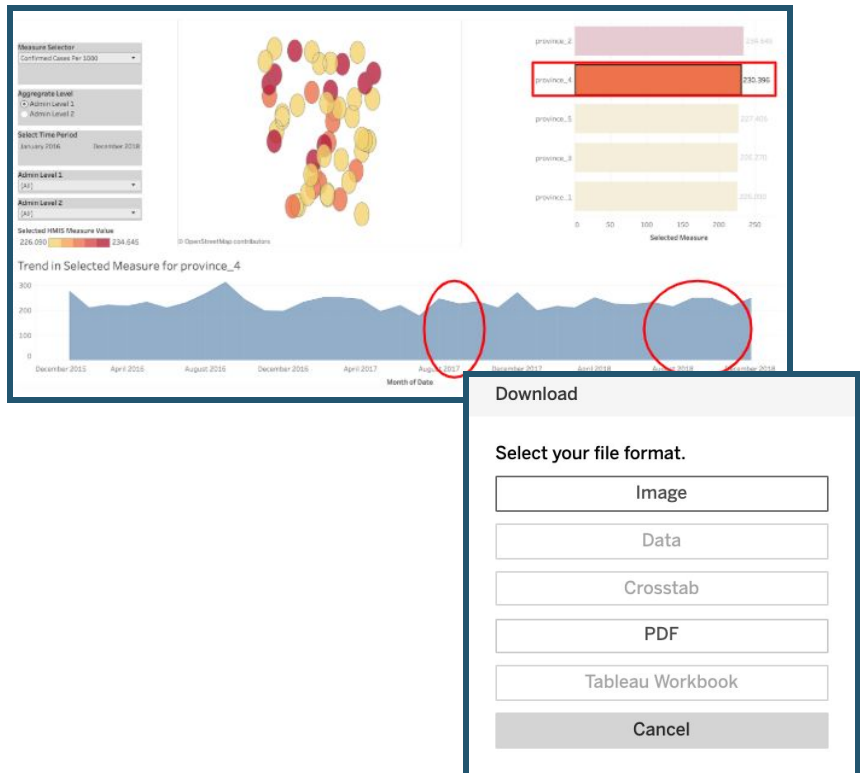 Measure Selector
Confirmed Cases Per 1000
Aggregrate Level
Admin Level 1
Admin Level 2
Select Time Period
January 2016 December 2018
Admin Level 1
(All)
Admin Level 2
(All)
Selected HMIS Measure Value
226.090 234.645
© OpenStreetMap contributors
province_2 234.645
province_4 230.396
province_5
province_3
province_1
0 50 100 150 200 250
Selected Measure
Trend in Selected Measure for province_4
300
200
100
0
December 2015 April 2016 August 2016 December 2016 April 2017 August 2017 December 2017 April 2018 August 2018 December 2018
Month of Date
Download
Select your file format.
Image
Data
Crosstab
PDF
Tableau Workbook
Cancel